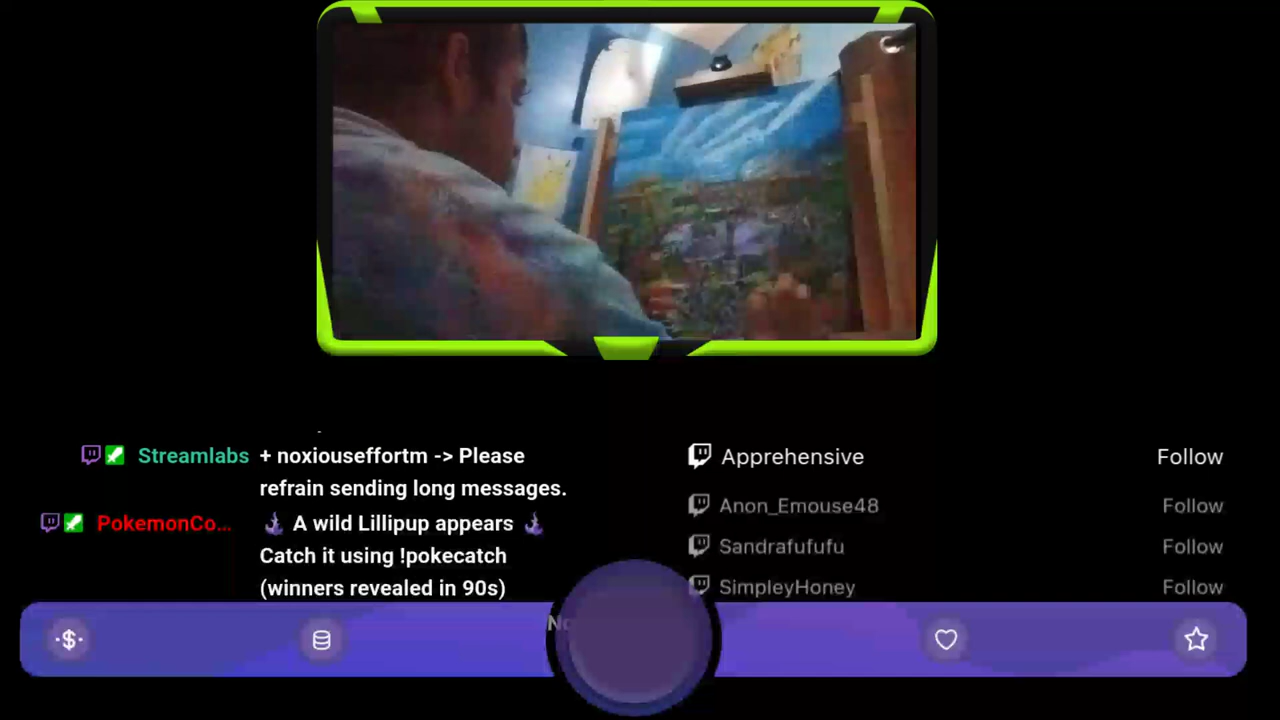 Streamlabs + noxiouseffortm -> Please
refrain sending long messages.
PokemonCo... A wild Lillipup appears
Catch it using !pokecatch
(winners revealed in 90s)
Apprehensive Follow
Anon_Emouse48 Follow
Sandrafufufu Follow
SimpleyHoney Follow